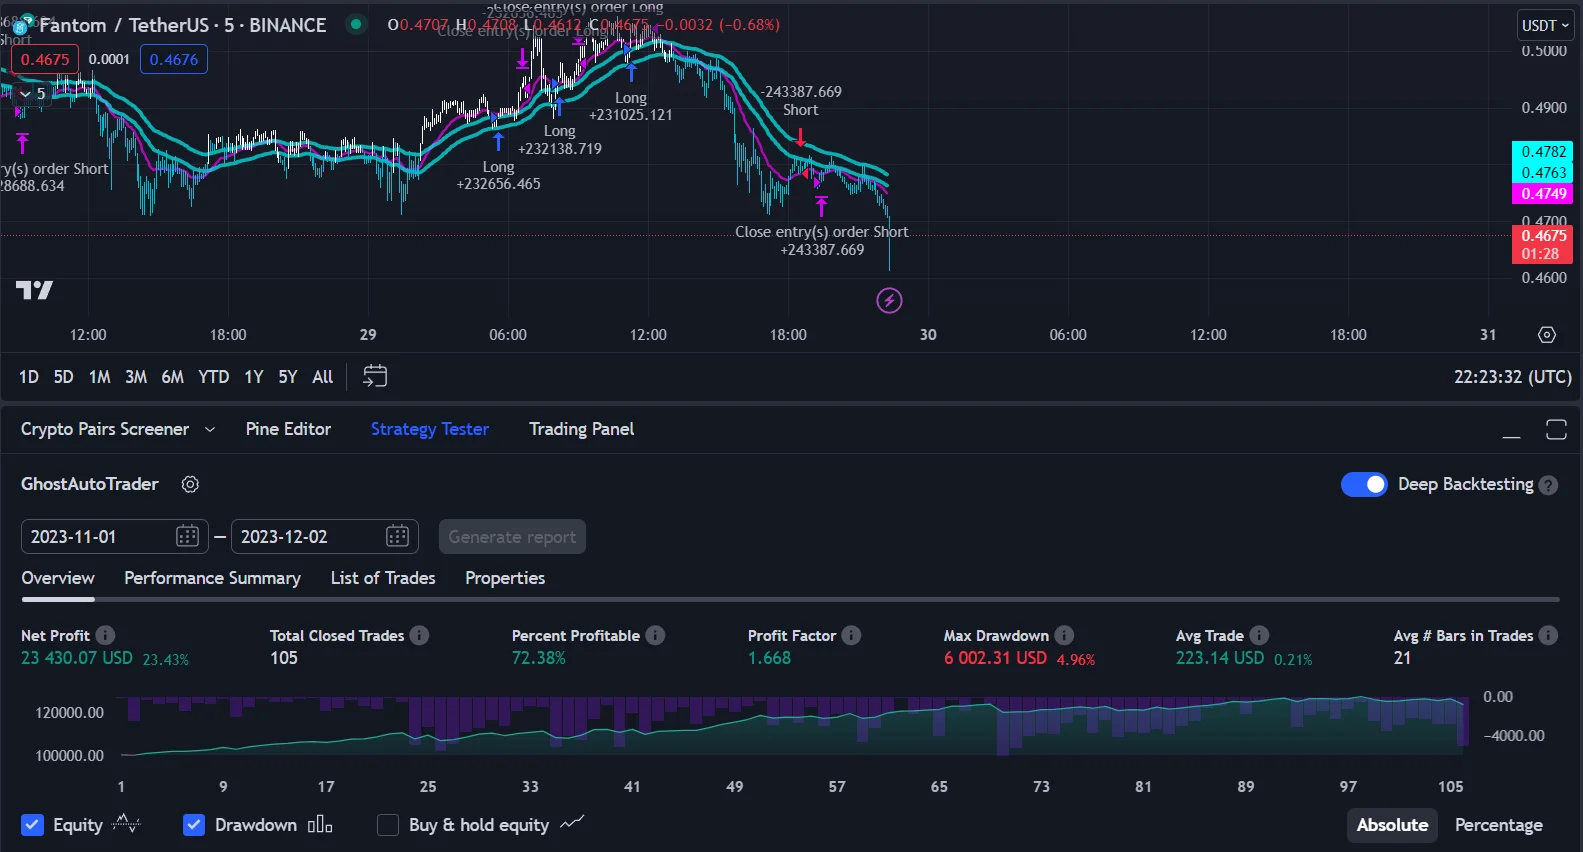 Fantom / TetherUS · 5 · BINANCE
O0.4707 H0.4708 L0.4612 C0.4675 −0.0032 (−0.68%)
USDT
0.4675 0.0001 0.4676
5
Close entry(s) order Long
Close entry(s) order Long
0.5000
0.4900
0.4782
0.4763
0.4749
0.4700
0.4675
01:28
0.4600
-243387.669
Short
Long
+231025.121
Long
+232138.719
Long
+232656.465
order Short
Close entry(s) order Short
+243387.669
12:00 18:00 29 06:00 12:00 18:00 30 06:00 12:00 18:00 31
1D 5D 1M 3M 6M YTD 1Y 5Y All
22:23:32 (UTC)
Crypto Pairs Screener Pine Editor Strategy Tester Trading Panel
GhostAutoTrader
Deep Backtesting ?
2023-11-01 — 2023-12-02 Generate report
Overview Performance Summary List of Trades Properties
Net Profit Total Closed Trades Percent Profitable Profit Factor Max Drawdown Avg Trade Avg # Bars in Trades
23 430.07 USD 23.43% 105 72.38% 1.668 6 002.31 USD 4.96% 223.14 USD 0.21% 21
120000.00
100000.00
0.00
−4000.00
1 9 17 25 33 41 49 57 65 73 81 89 97 105
Equity Drawdown Buy & hold equity Absolute Percentage